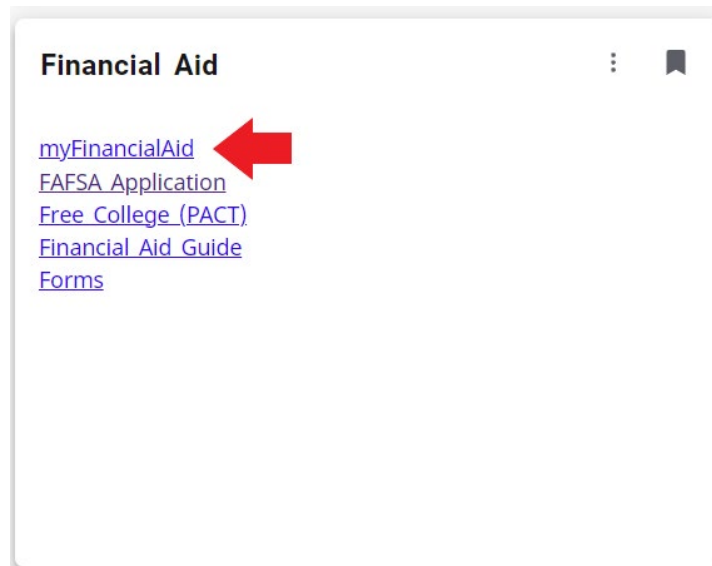 Financial Aid
myFinancialAid
FAFSA Application
Free College (PACT)
Financial Aid Guide
Forms